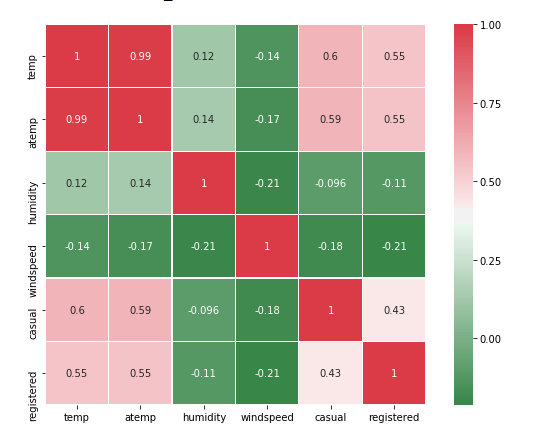 temp 1 0.99 0.12 -0.14 0.6 0.55
atemp 0.99 1 0.14 -0.17 0.59 0.55
humidity 0.12 0.14 1 -0.21 -0.096 -0.11
windspeed -0.14 -0.17 -0.21 1 -0.18 -0.21
casual 0.6 0.59 -0.096 -0.18 1 0.43
registered 0.55 0.55 -0.11 -0.21 0.43 1
temp atemp humidity windspeed casual registered
1.00
0.75
0.50
0.25
0.00